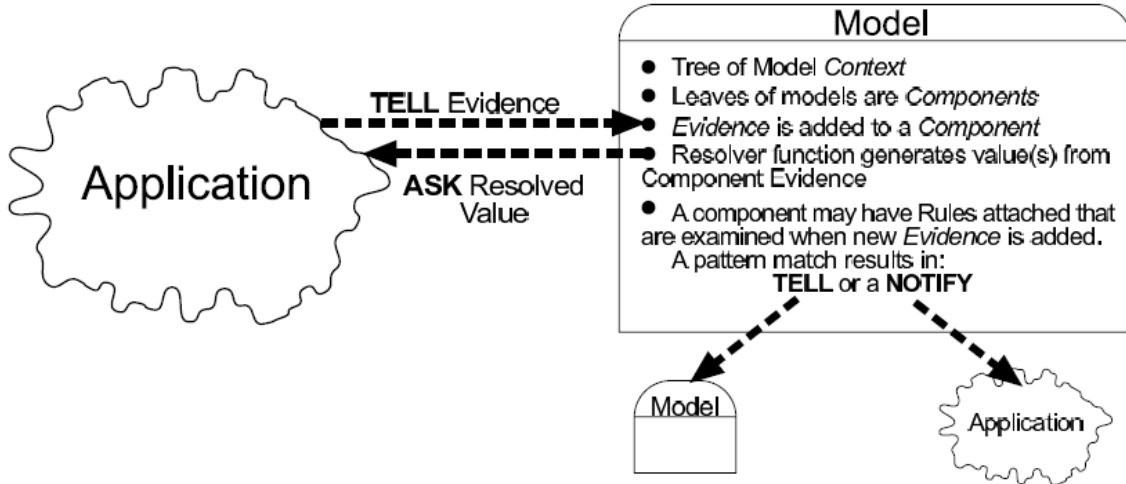 Model
● Tree of Model Context
● Leaves of models are Components
● Evidence is added to a Component
● Resolver function generates value(s) from
Component Evidence
● A component may have Rules attached that
are examined when new Evidence is added.
A pattern match results in:
TELL or a NOTIFY
TELL Evidence
Application
ASK Resolved
Value
Model
Application